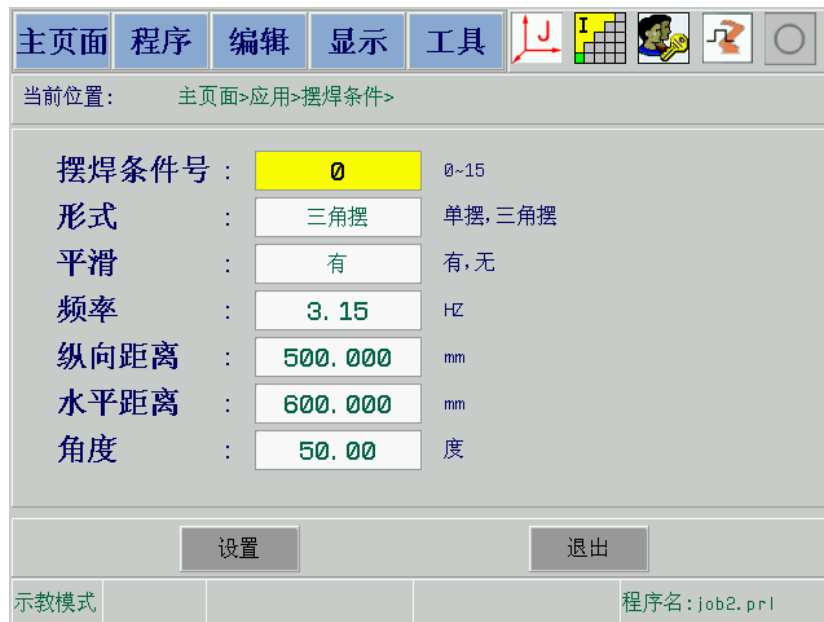 主页面 程序 编辑 显示 工具 J I
当前位置: 主页面>应用>摆焊条件>
摆焊条件号: 0 0~15
形式: 三角摆 单摆,三角摆
平滑: 有 有,无
频率: 3.15 HZ
纵向距离: 500.000 mm
水平距离: 600.000 mm
角度: 50.00 度
设置 退出
示教模式 程序名:job2.prl